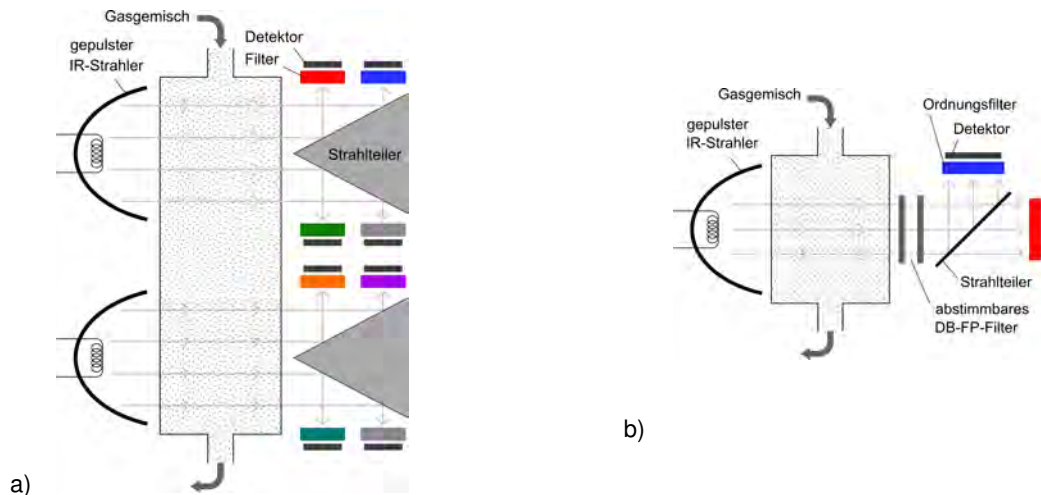 Gasgemisch
gepulster
IR-Strahler
Detektor
Filter
Strahlteiler
a)
Gasgemisch
gepulster
IR-Strahler
Ordnungsfilter
Detektor
Strahlteiler
abstimmbares
DB-FP-Filter
b)